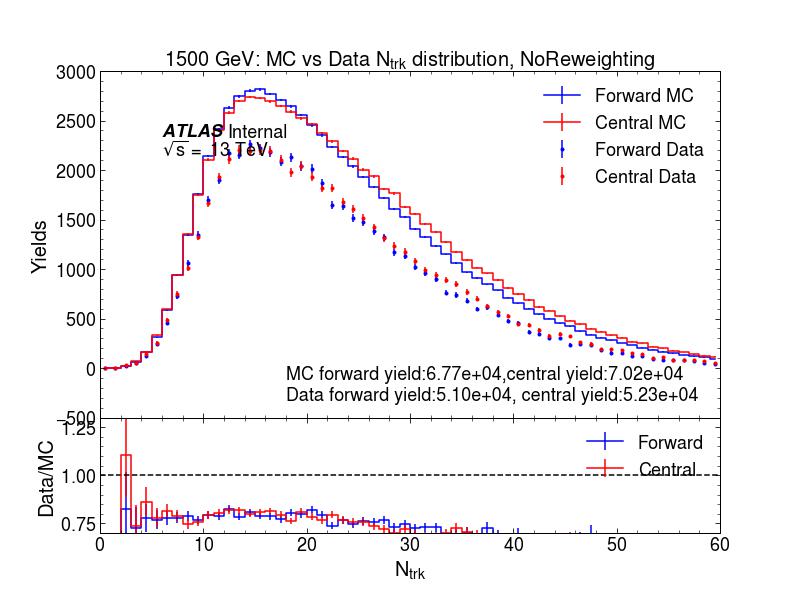 1500 GeV: MC vs Data Ntrk distribution, NoReweighting
3000
2500
2000
1500
1000
500
0
−500
Yields
ATLAS Internal
√s = 13 TeV
Forward MC
Central MC
Forward Data
Central Data
MC forward yield:6.77e+04,central yield:7.02e+04
Data forward yield:5.10e+04, central yield:5.23e+04
1.25
1.00
0.75
Data/MC
Forward
Central
0 10 20 30 40 50 60
Ntrk